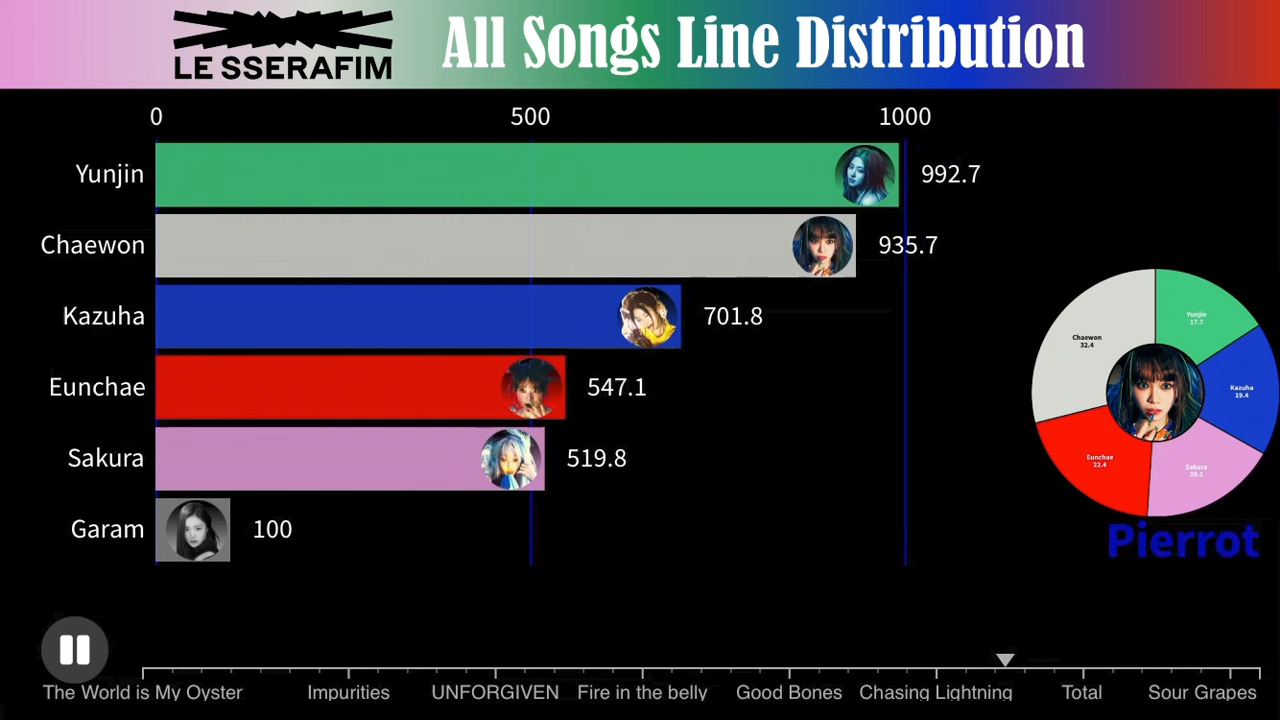 LE SSERAFIM
All Songs Line Distribution
0 500 1000
Yunjin 992.7
Chaewon 935.7
Kazuha 701.8
Eunchae 547.1
Sakura 519.8
Garam 100
Yunjin
17.7
Chaewon
32.4
Kazuha
19.4
Eunchae
22.4
Sakura
Pierrot
The World is My Oyster Impurities UNFORGIVEN Fire in the belly Good Bones Chasing Lightning Total Sour Grapes